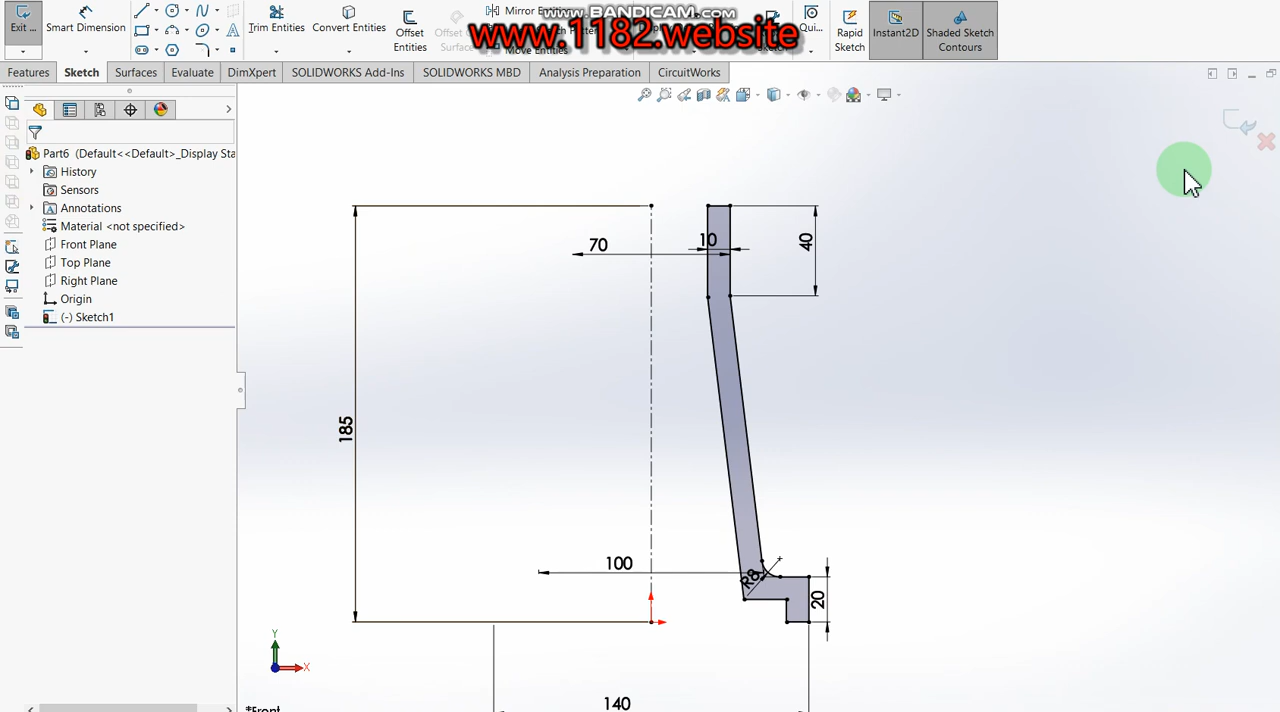 www.BANDICAM.com
www.1182.website
Exit ...
Smart Dimension
Trim Entities
Convert Entities
Offset
Entities
Mirror
Rapid
Sketch
Instant2D
Shaded Sketch
Contours
Qui...
Features
Sketch
Surfaces
Evaluate
DimXpert
SOLIDWORKS Add-Ins
SOLIDWORKS MBD
Analysis Preparation
CircuitWorks
Part6 (Default<<Default>_Display Sta
History
Sensors
Annotations
Material <not specified>
Front Plane
Top Plane
Right Plane
Origin
(-) Sketch1
70
10
40
185
100
R8
20
140
Y
X
*Front